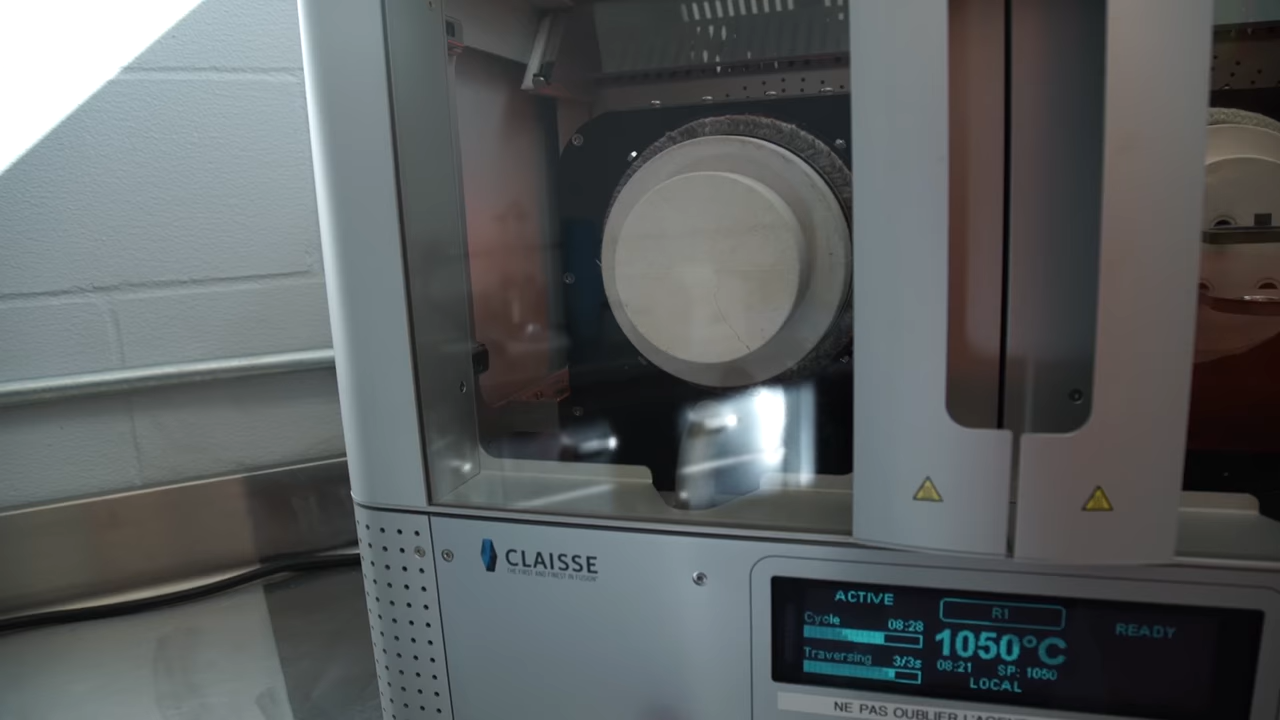 CLAISSE
THE FIRST AND FINEST IN FUSION
ACTIVE
Cycle 08:28
Traversing 3/3s
R1
1050°C
08:21 SP: 1050
LOCAL
READY
NE PAS OUBLIER L'AGE